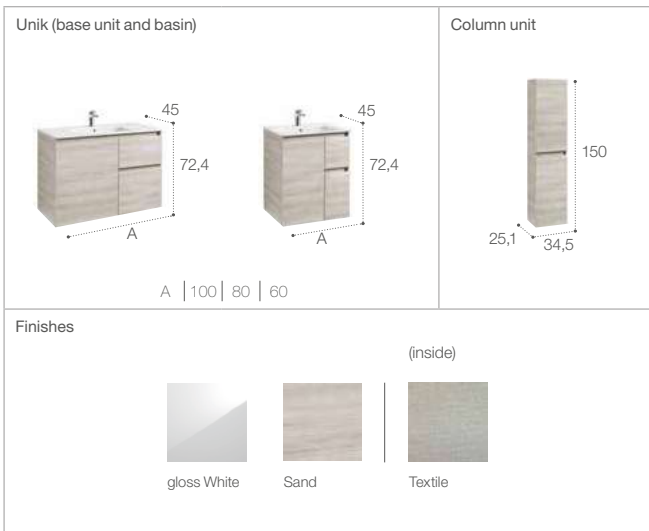 Unik (base unit and basin)
45
72,4
A
45
72,4
A
A | 100 | 80 | 60
Column unit
150
25,1
34,5
Finishes
(inside)
gloss White
Sand
Textile